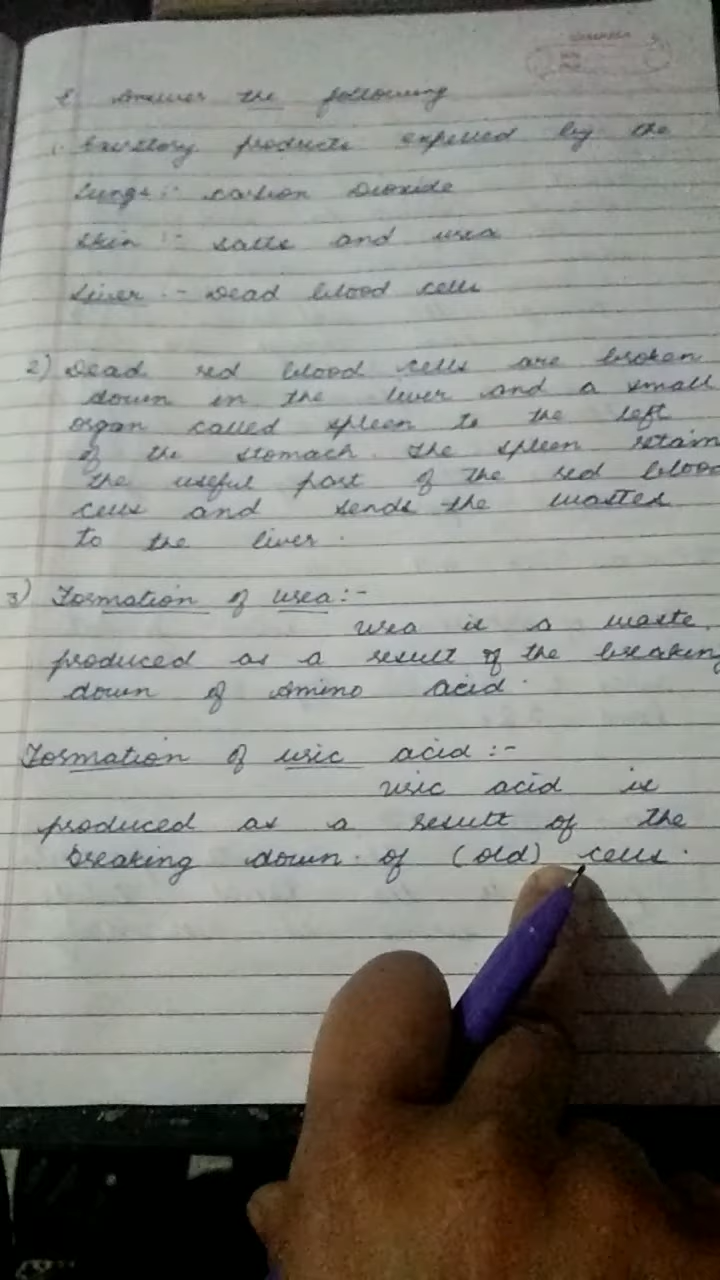 Answer the following
1. Excretory products expelled by the
Lungs :- carbon Dioxide
Skin :- salts and urea
Liver :- Dead blood cells
2) Dead red blood cells are broken
down in the liver and a small
organ called spleen to the left
of the stomach. The spleen retain
the useful part of the red blood
cells and sends the wastes
to the liver.
3) Formation of urea :-
urea is a waste
produced as a result of the breaking
down of Amino acid.
Formation of uric acid :-
uric acid is
produced as a result of the
breaking down of (old) cells.